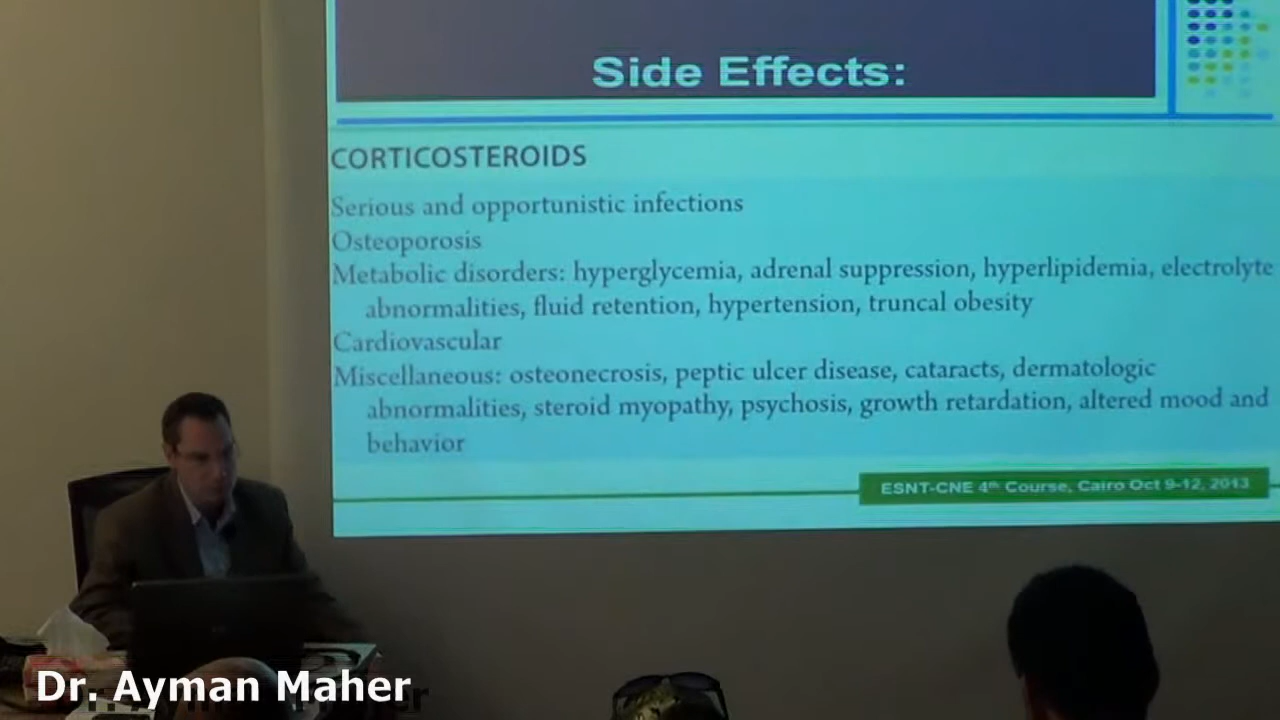 Side Effects:
CORTICOSTEROIDS
Serious and opportunistic infections
Osteoporosis
Metabolic disorders: hyperglycemia, adrenal suppression, hyperlipidemia, electrolyte
abnormalities, fluid retention, hypertension, truncal obesity
Cardiovascular
Miscellaneous: osteonecrosis, peptic ulcer disease, cataracts, dermatologic
abnormalities, steroid myopathy, psychosis, growth retardation, altered mood and
behavior
ESNT-CNE 4th Course, Cairo Oct 9-12, 2013
Dr. Ayman Maher